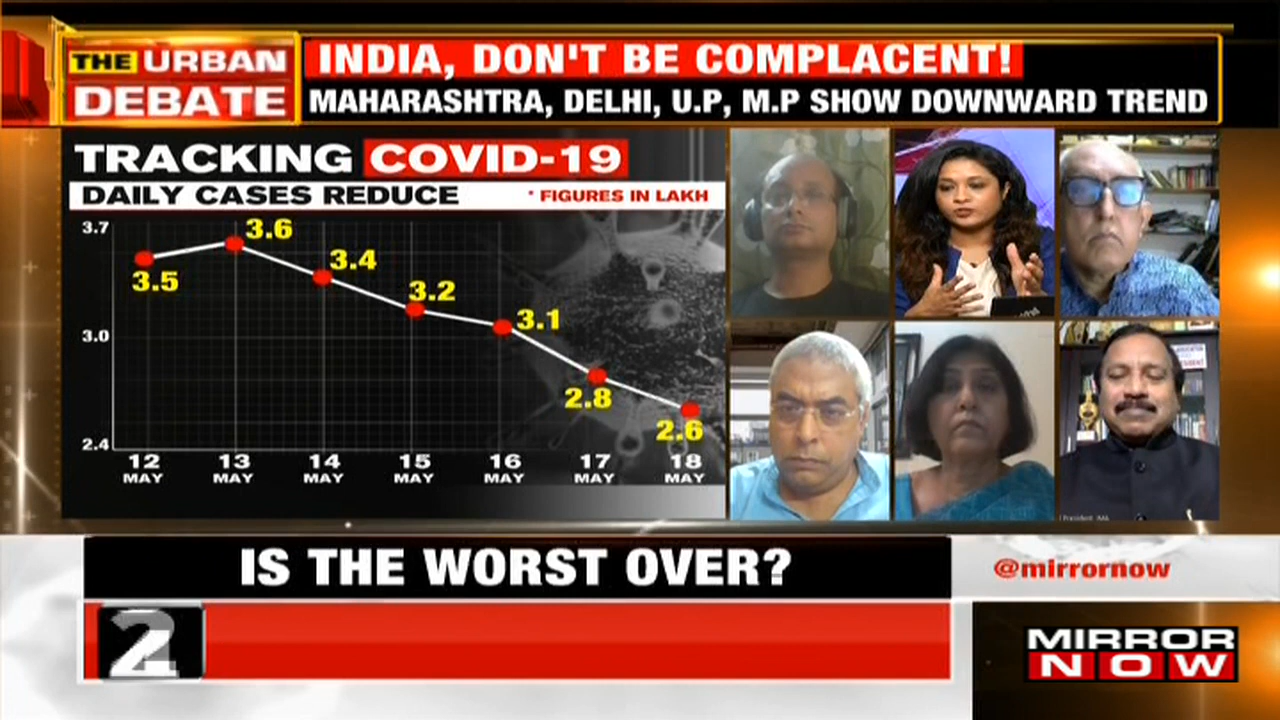 THE URBAN
DEBATE
INDIA, DON'T BE COMPLACENT!
MAHARASHTRA, DELHI, U.P, M.P SHOW DOWNWARD TREND
TRACKING COVID-19
DAILY CASES REDUCE
* FIGURES IN LAKH
3.7
3.0
2.4
3.5
3.6
3.4
3.2
3.1
2.8
2.6
12 MAY
13 MAY
14 MAY
15 MAY
16 MAY
17 MAY
18 MAY
President, IMA
IS THE WORST OVER?
@mirrornow
MIRROR
NOW